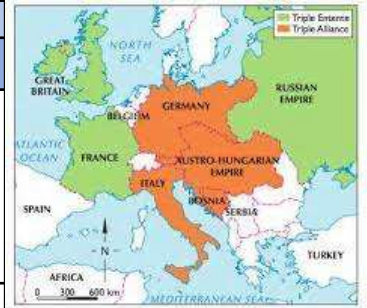 Triple Entente
Triple Alliance
NORTH
SEA
GREAT
BRITAIN
RUSSIAN
EMPIRE
GERMANY
BELGIUM
ATLANTIC
OCEAN
FRANCE
AUSTRO-HUNGARIAN
EMPIRE
ITALY
BOSNIA
SERBIA
SPAIN
N
TURKEY
AFRICA
0 300 600 km
MEDITERRANEAN SEA